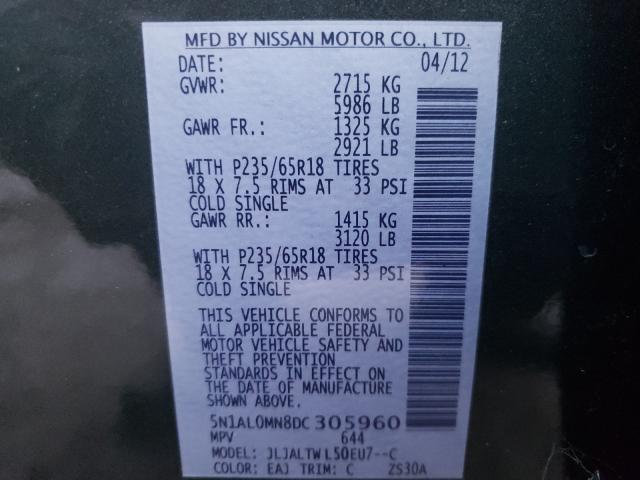 MFD BY NISSAN MOTOR CO., LTD.
DATE: 04/12
GVWR: 2715 KG
5986 LB
GAWR FR.: 1325 KG
2921 LB
WITH P235/65R18 TIRES
18 X 7.5 RIMS AT 33 PSI
COLD SINGLE
GAWR RR.: 1415 KG
3120 LB
WITH P235/65R18 TIRES
18 X 7.5 RIMS AT 33 PSI
COLD SINGLE
THIS VEHICLE CONFORMS TO
ALL APPLICABLE FEDERAL
MOTOR VEHICLE SAFETY AND
THEFT PREVENTION
STANDARDS IN EFFECT ON
THE DATE OF MANUFACTURE
SHOWN ABOVE.
5N1AL0MN8DC305960
MPV 644
MODEL: JLJALTWL50EU7--C
COLOR: EAJ TRIM: C ZS30A